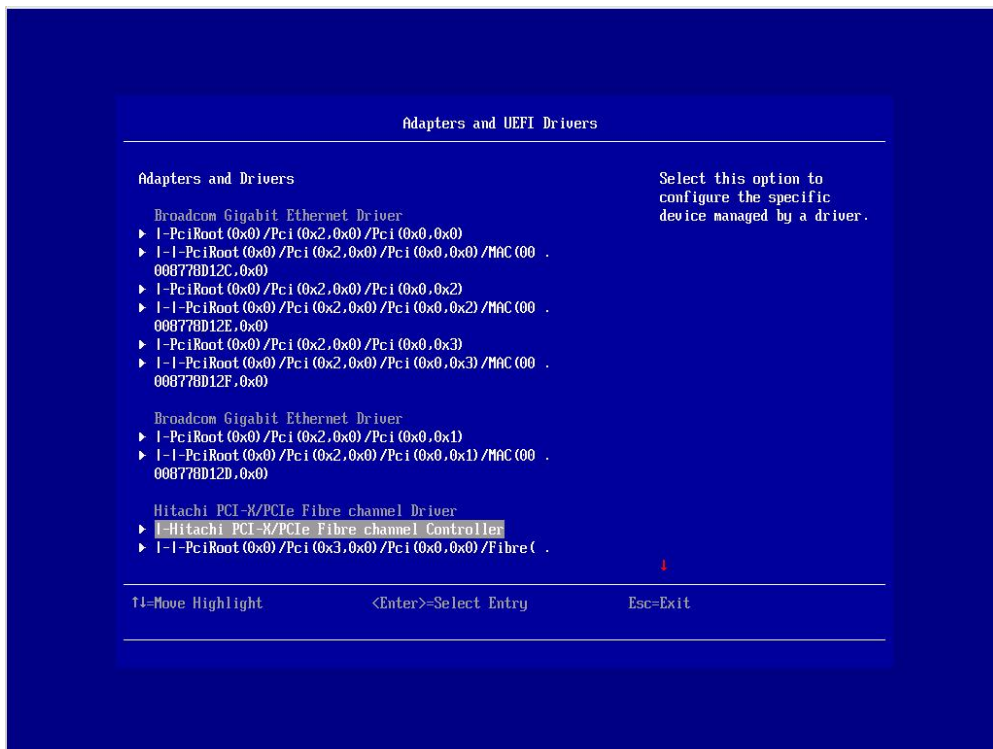 Adapters and UEFI Drivers
Adapters and Drivers
Select this option to
configure the specific
device managed by a driver.
Broadcom Gigabit Ethernet Driver
|-PciRoot(0x0)/Pci(0x2,0x0)/Pci(0x0,0x0)
|-|-PciRoot(0x0)/Pci(0x2,0x0)/Pci(0x0,0x0)/MAC(00 .
008778D12C,0x0)
|-PciRoot(0x0)/Pci(0x2,0x0)/Pci(0x0,0x2)
|-|-PciRoot(0x0)/Pci(0x2,0x0)/Pci(0x0,0x2)/MAC(00 .
008778D12E,0x0)
|-PciRoot(0x0)/Pci(0x2,0x0)/Pci(0x0,0x3)
|-|-PciRoot(0x0)/Pci(0x2,0x0)/Pci(0x0,0x3)/MAC(00 .
008778D12F,0x0)
Broadcom Gigabit Ethernet Driver
|-PciRoot(0x0)/Pci(0x2,0x0)/Pci(0x0,0x1)
|-|-PciRoot(0x0)/Pci(0x2,0x0)/Pci(0x0,0x1)/MAC(00 .
008778D12D,0x0)
Hitachi PCI-X/PCIe Fibre channel Driver
|-Hitachi PCI-X/PCIe Fibre channel Controller
|-|-PciRoot(0x0)/Pci(0x3,0x0)/Pci(0x0,0x0)/Fibre( .
↑↓=Move Highlight <Enter>=Select Entry Esc=Exit